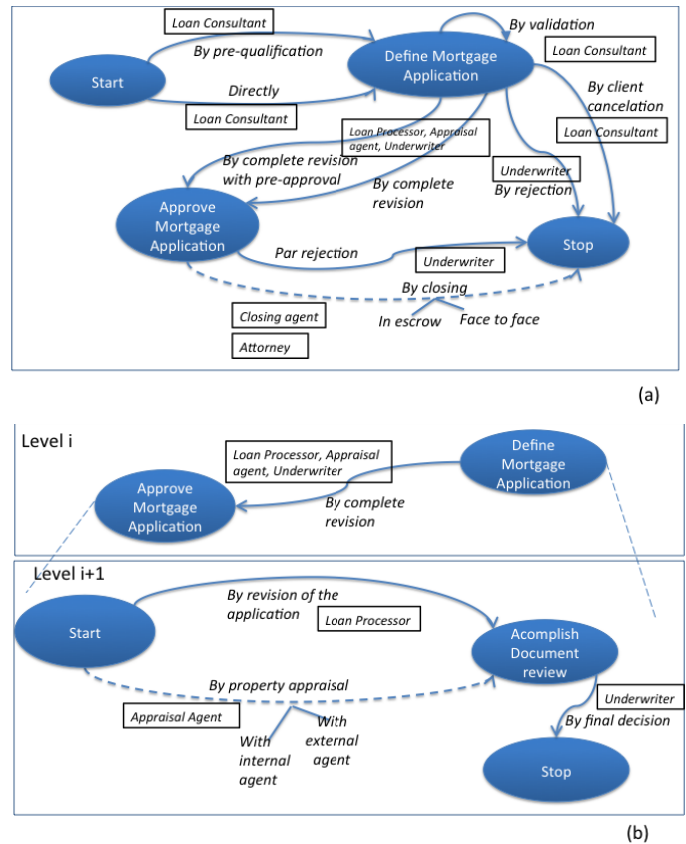 Loan Consultant
By pre-qualification
Start
Directly
Loan Consultant
Define Mortgage
Application
By validation
Loan Consultant
By client
cancelation
Loan Consultant
Loan Processor, Appraisal
agent, Underwriter
By complete revision
with pre-approval
By complete
revision
Underwriter
By rejection
Approve
Mortgage
Application
Par rejection
Underwriter
Stop
By closing
Closing agent
In escrow
Face to face
Attorney
(a)
Level i
Loan Processor, Appraisal
agent, Underwriter
Define
Mortgage
Application
Approve
Mortgage
Application
By complete
revision
Level i+1
By revision of the
application
Loan Processor
Start
Acomplish
Document
review
By property appraisal
Underwriter
Appraisal Agent
By final decision
With
internal
agent
With
external
agent
Stop
(b)